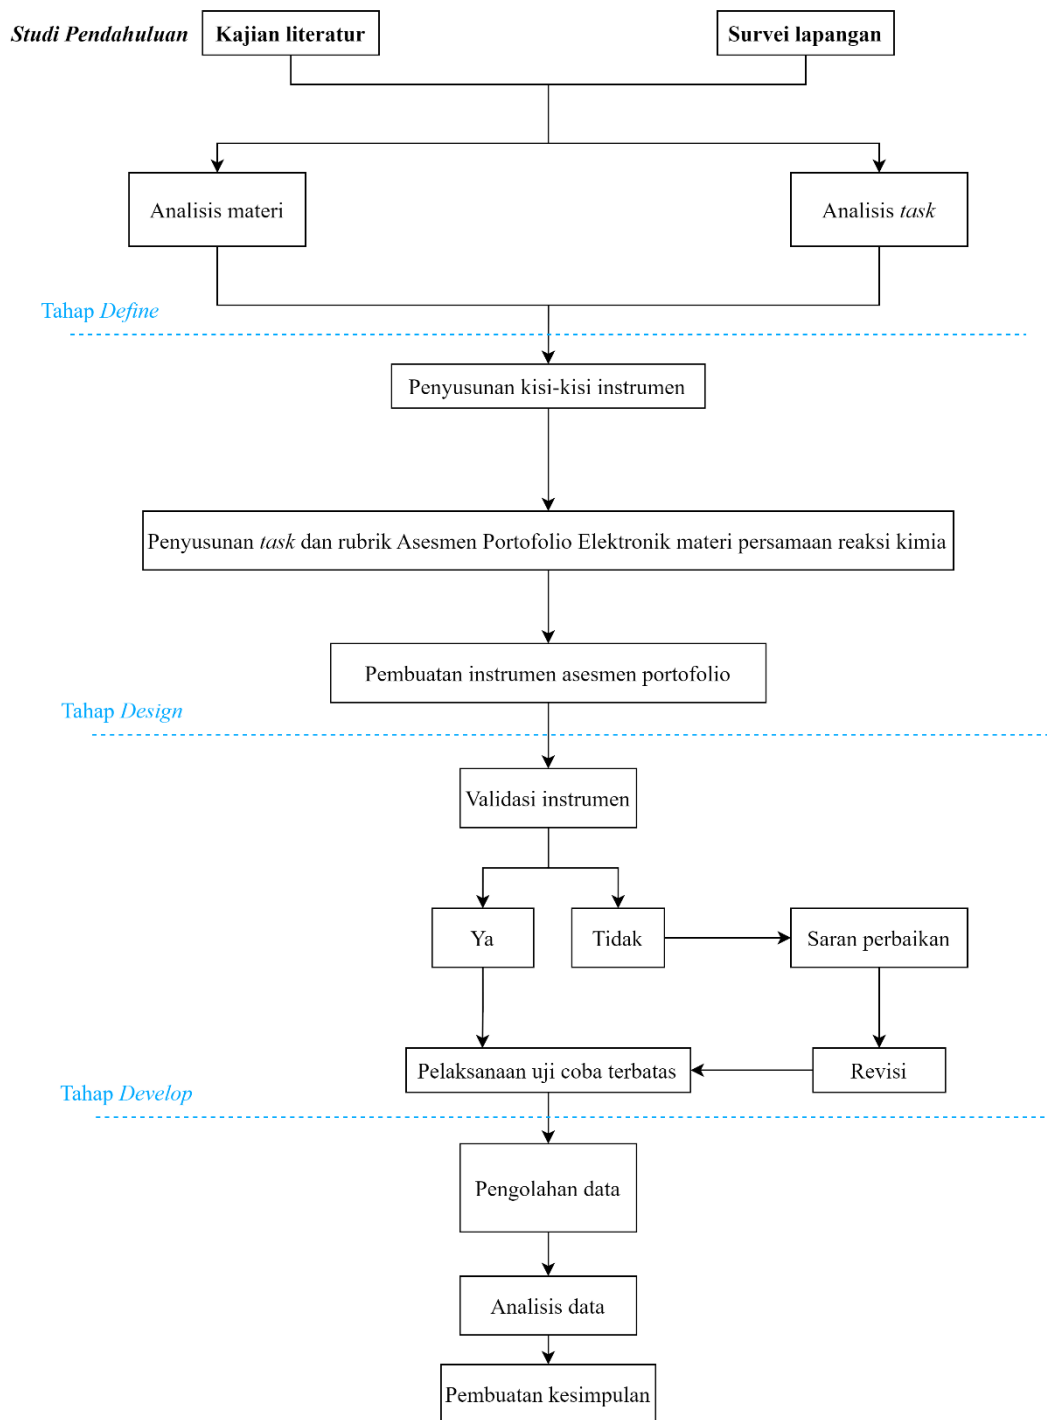 Studi Pendahuluan
Kajian literatur
Survei lapangan
Analisis materi
Analisis task
Tahap Define
Penyusunan kisi-kisi instrumen
Penyusunan task dan rubrik Asesmen Portofolio Elektronik materi persamaan reaksi kimia
Pembuatan instrumen asesmen portofolio
Tahap Design
Validasi instrumen
Ya
Tidak
Saran perbaikan
Pelaksanaan uji coba terbatas
Revisi
Tahap Develop
Pengolahan data
Analisis data
Pembuatan kesimpulan